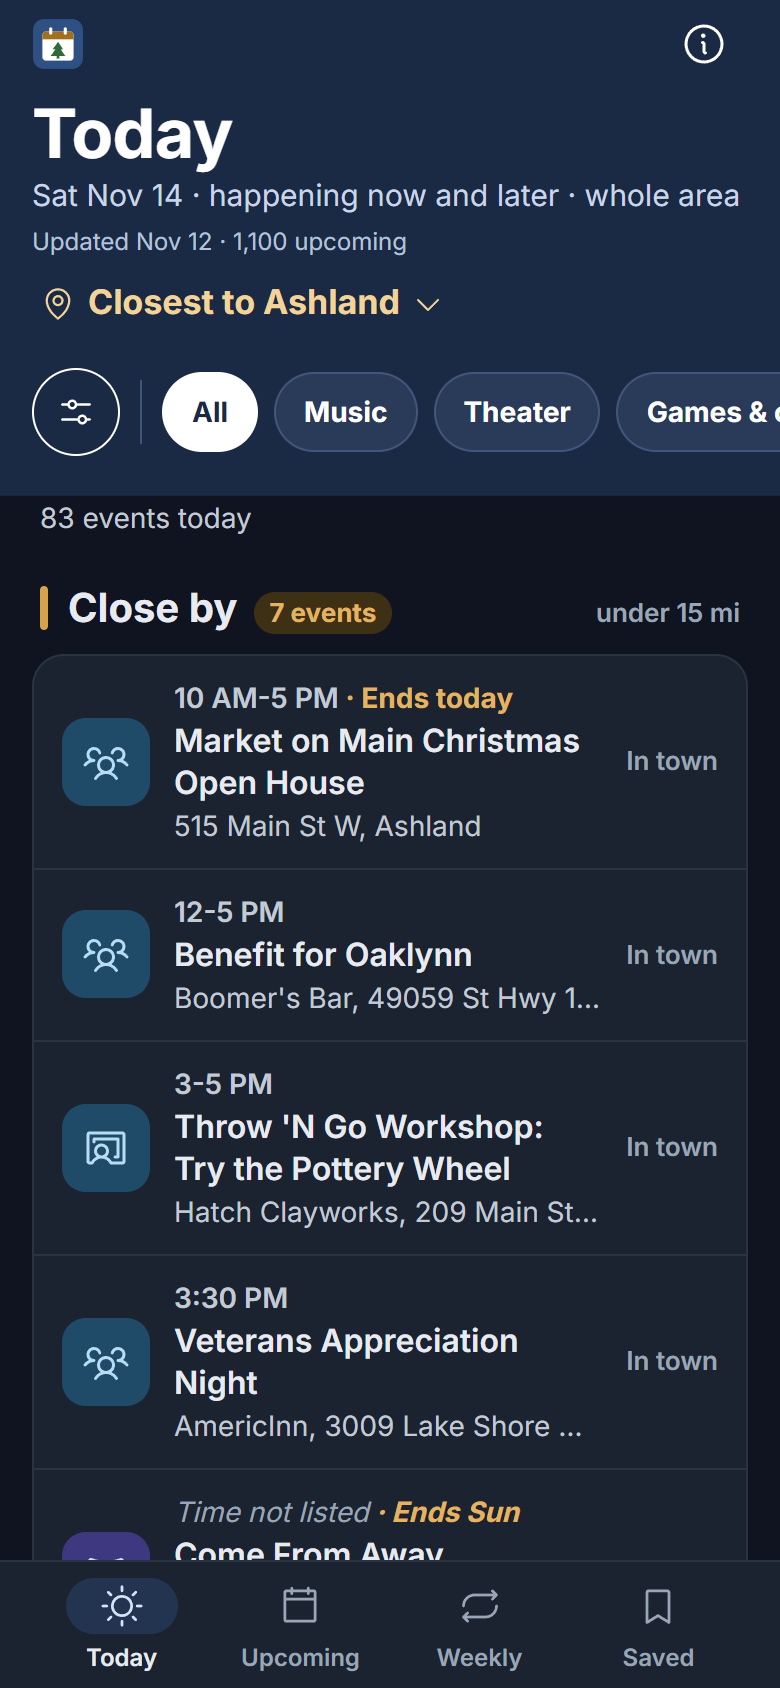 Today
Sat Nov 14 · happening now and later · whole area
Updated Nov 12 · 1,100 upcoming
Closest to Ashland
All
Music
Theater
Games &
83 events today
Close by
7 events
under 15 mi
10 AM-5 PM · Ends today
Market on Main Christmas
Open House
In town
515 Main St W, Ashland
12-5 PM
Benefit for Oaklynn
In town
Boomer's Bar, 49059 St Hwy 1...
3-5 PM
Throw 'N Go Workshop:
Try the Pottery Wheel
In town
Hatch Clayworks, 209 Main St...
3:30 PM
Veterans Appreciation
Night
In town
AmericInn, 3009 Lake Shore ...
Time not listed · Ends Sun
Come From Away
Today
Upcoming
Weekly
Saved